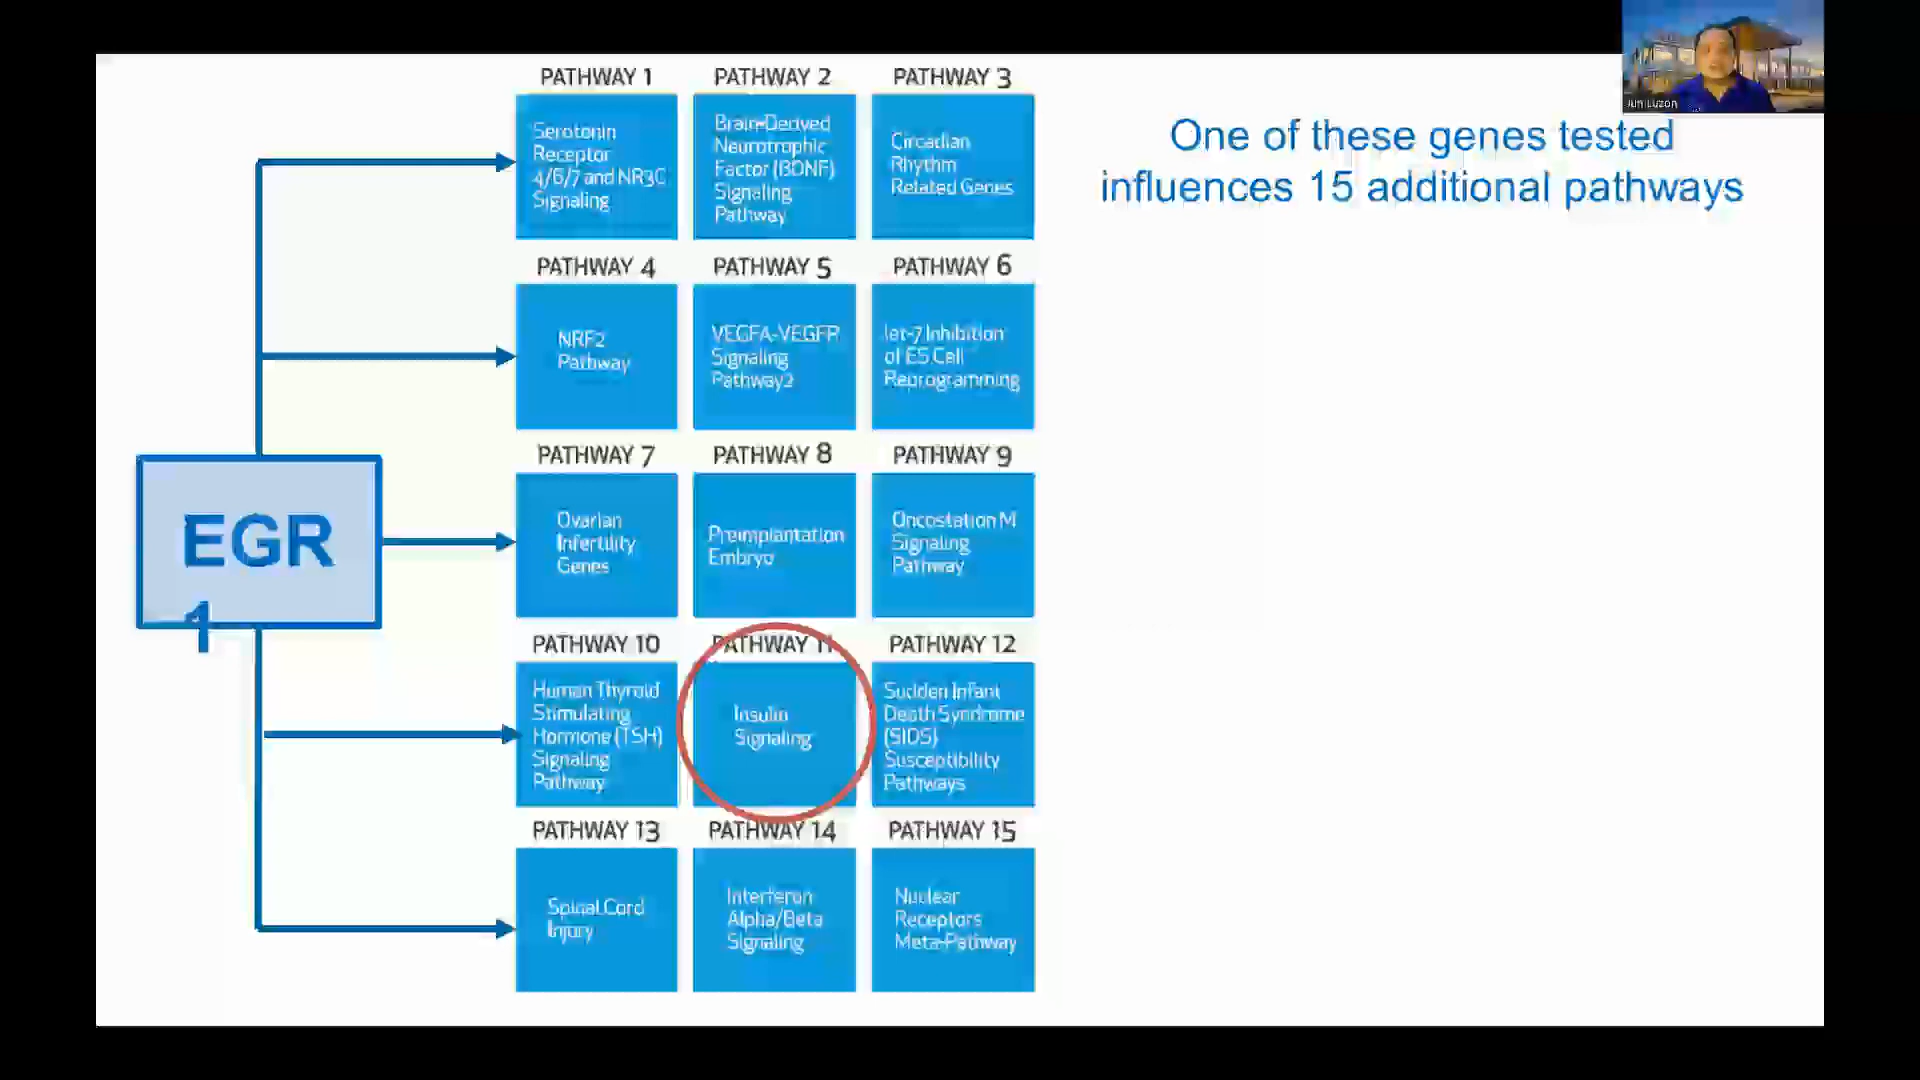 Jun Luzon
One of these genes tested
influences 15 additional pathways
EGR
1
PATHWAY 1
Serotonin
Receptor
4/6/7 and NR3C
Signaling
PATHWAY 2
Brain-Derived
Neurotrophic
Factor (BDNF)
Signaling
Pathway
PATHWAY 3
Circadian
Rhythm
Related Genes
PATHWAY 4
NRF2
Pathway
PATHWAY 5
VEGFA-VEGFR
Signaling
Pathway2
PATHWAY 6
let-7 Inhibition
of ES Cell
Reprogramming
PATHWAY 7
Ovarian
Infertility
Genes
PATHWAY 8
Preimplantation
Embryo
PATHWAY 9
Oncostation M
Signaling
Pathway
PATHWAY 10
Human Thyroid
Stimulating
Hormone (TSH)
Signaling
Pathway
PATHWAY 11
Insulin
Signaling
PATHWAY 12
Sudden Infant
Death Syndrome
(SIDS)
Susceptibility
Pathways
PATHWAY 13
Spinal Cord
Injury
PATHWAY 14
Interferon
Alpha/Beta
Signaling
PATHWAY 15
Nuclear
Receptors
Meta-Pathway